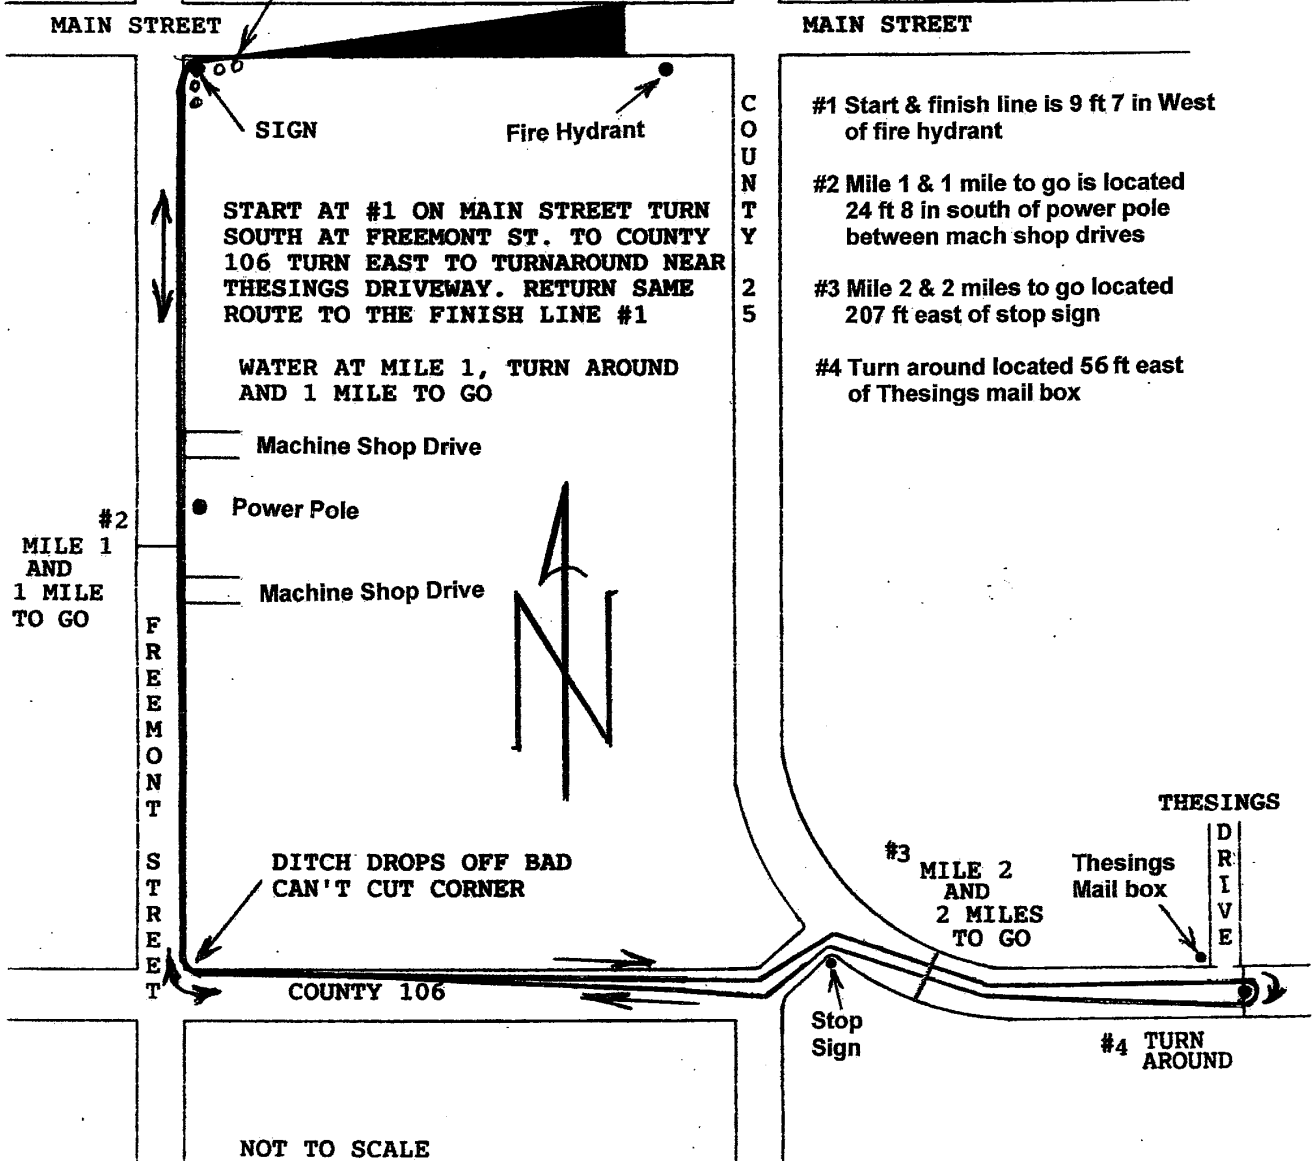 MAIN STREET
MAIN STREET
SIGN
Fire Hydrant
COUNTY 25
#1 Start & finish line is 9 ft 7 in West
of fire hydrant
#2 Mile 1 & 1 mile to go is located
24 ft 8 in south of power pole
between mach shop drives
#3 Mile 2 & 2 miles to go located
207 ft east of stop sign
#4 Turn around located 56 ft east
of Thesings mail box
START AT #1 ON MAIN STREET TURN
SOUTH AT FREEMONT ST. TO COUNTY
106 TURN EAST TO TURNAROUND NEAR
THESINGS DRIVEWAY. RETURN SAME
ROUTE TO THE FINISH LINE #1
WATER AT MILE 1, TURN AROUND
AND 1 MILE TO GO
Machine Shop Drive
Power Pole
#2
MILE 1
AND
1 MILE
TO GO
Machine Shop Drive
N
FREEMONT STREET
DITCH DROPS OFF BAD
CAN'T CUT CORNER
COUNTY 106
#3
MILE 2
AND
2 MILES
TO GO
Thesings
Mail box
THESINGS
DRIVE
Stop
Sign
#4 TURN
AROUND
NOT TO SCALE